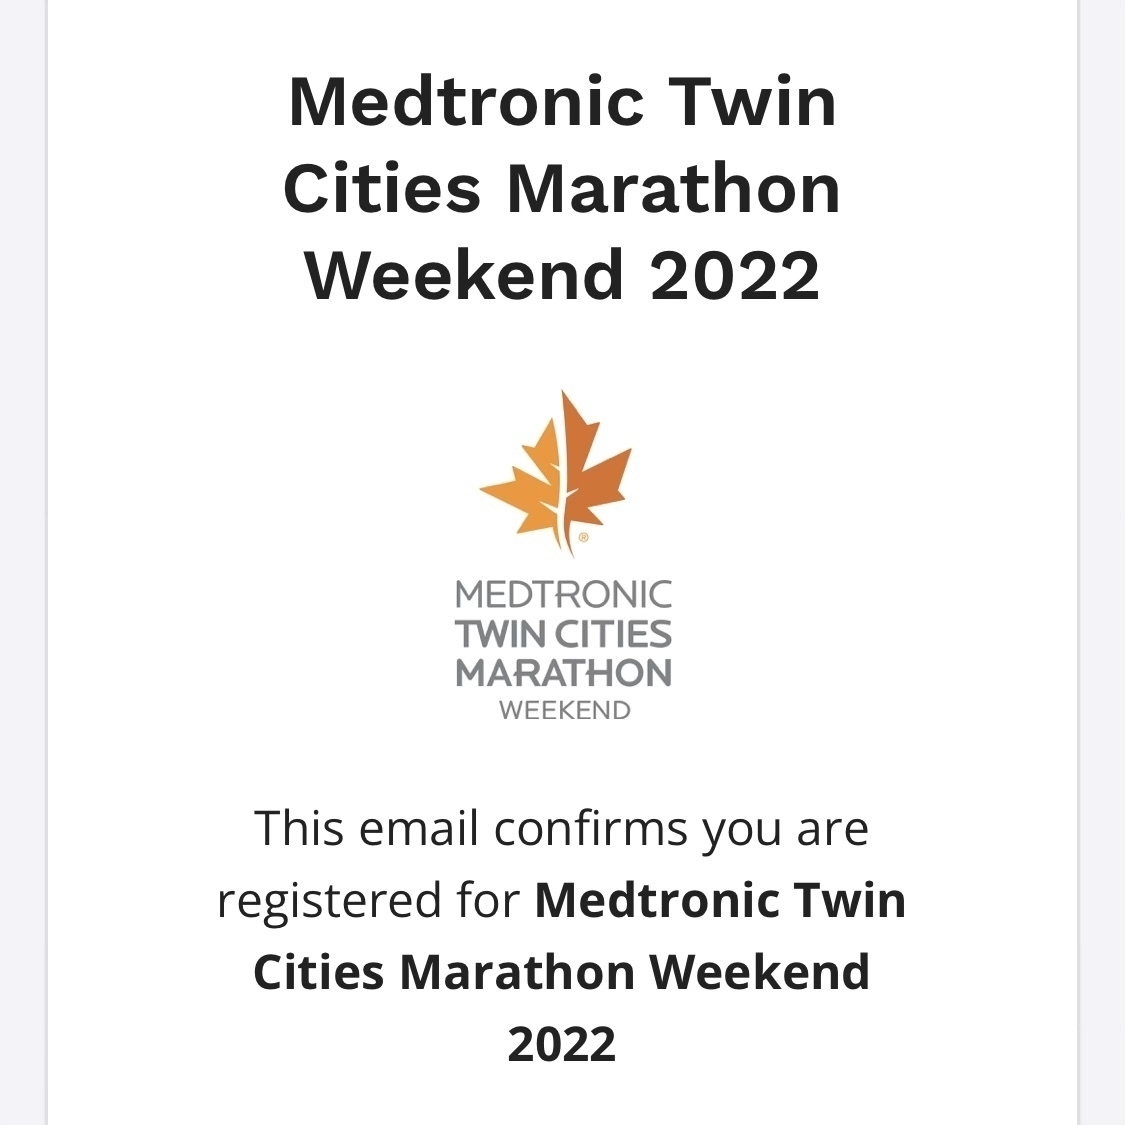 Medtronic Twin
Cities Marathon
Weekend 2022
®
MEDTRONIC
TWIN CITIES
MARATHON
WEEKEND
This email confirms you are
registered for Medtronic Twin
Cities Marathon Weekend
2022